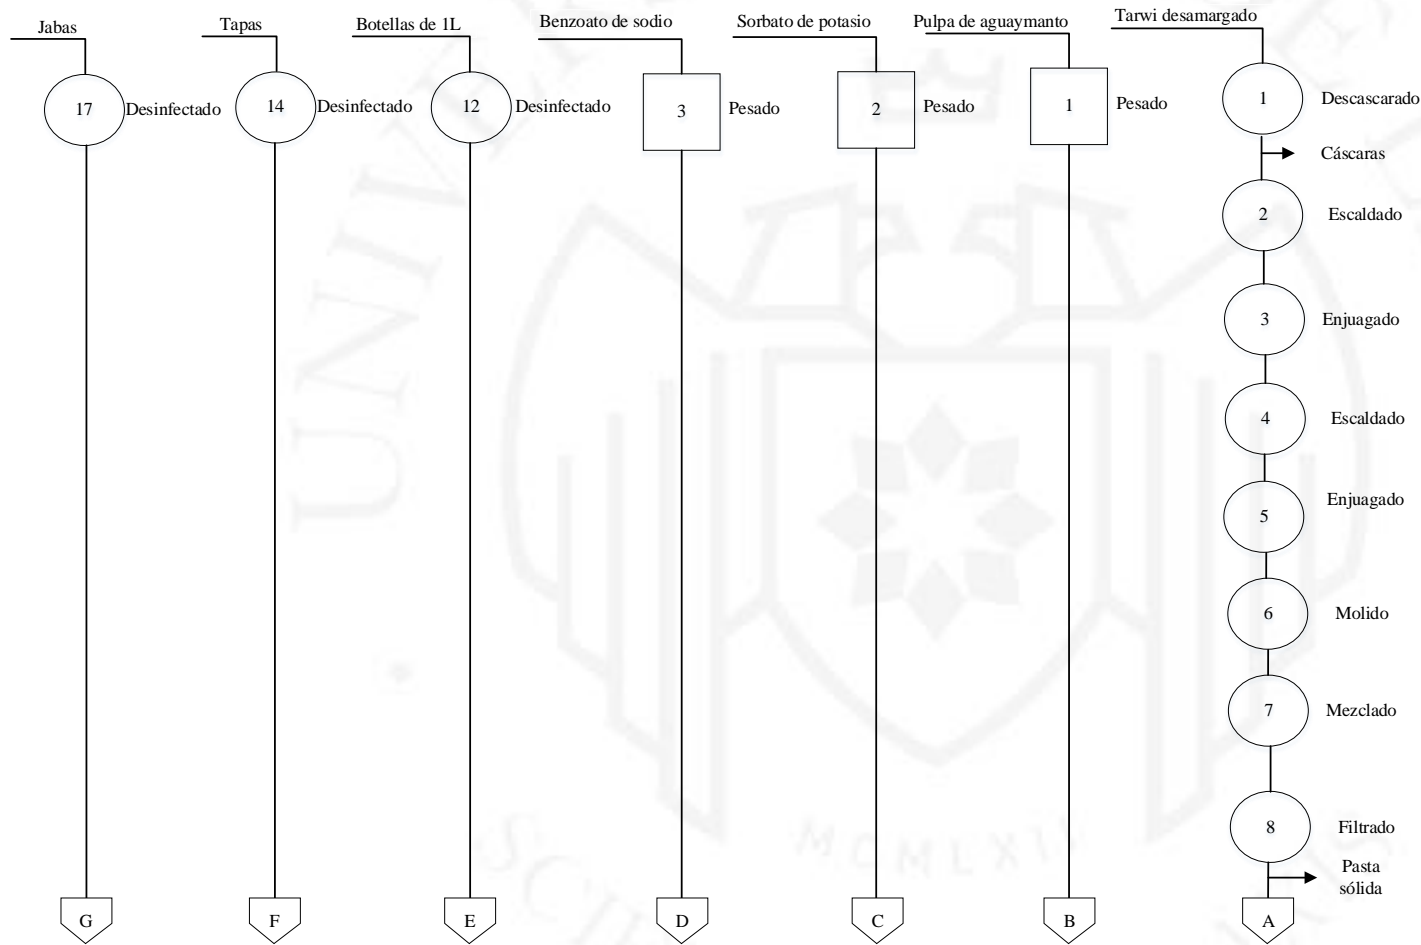 Jabas
Tapas
Botellas de 1L
Benzoato de sodio
Sorbato de potasio
Pulpa de aguaymanto
Tarwi desamargado
17 Desinfectado
14 Desinfectado
12 Desinfectado
3 Pesado
2 Pesado
1 Pesado
1 Descascarado
Cáscaras
2 Escaldado
3 Enjuagado
4 Escaldado
5 Enjuagado
6 Molido
7 Mezclado
8 Filtrado
Pasta
sólida
G
F
E
D
C
B
A
MCMLXII